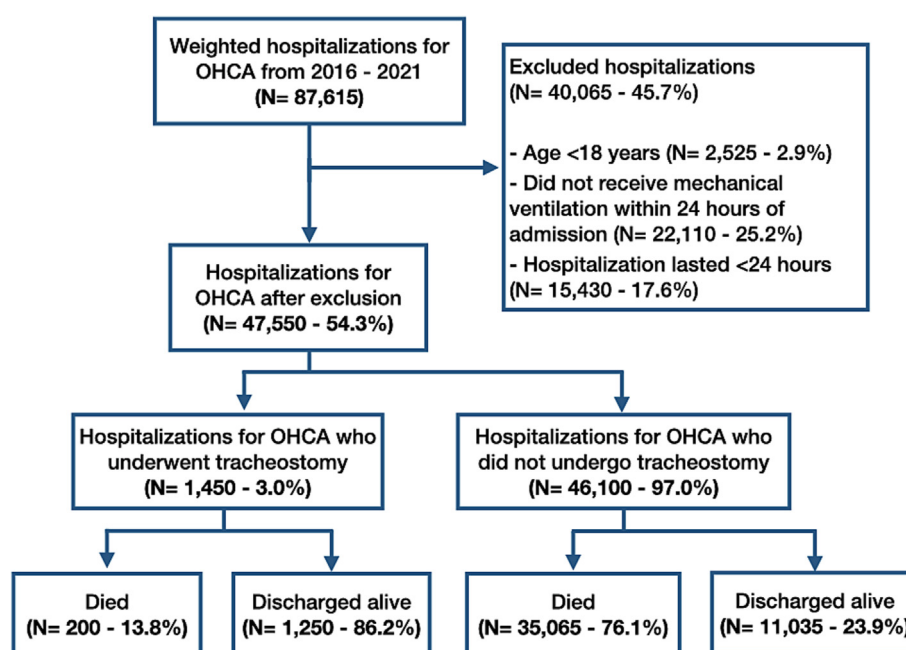 Weighted hospitalizations for
OHCA from 2016 - 2021
(N= 87,615)
Excluded hospitalizations
(N= 40,065 - 45.7%)
- Age <18 years (N= 2,525 - 2.9%)
- Did not receive mechanical
ventilation within 24 hours of
admission (N= 22,110 - 25.2%)
- Hospitalization lasted <24 hours
(N= 15,430 - 17.6%)
Hospitalizations for
OHCA after exclusion
(N= 47,550 - 54.3%)
Hospitalizations for OHCA who
underwent tracheostomy
(N= 1,450 - 3.0%)
Hospitalizations for OHCA who
did not undergo tracheostomy
(N= 46,100 - 97.0%)
Died
(N= 200 - 13.8%)
Discharged alive
(N= 1,250 - 86.2%)
Died
(N= 35,065 - 76.1%)
Discharged alive
(N= 11,035 - 23.9%)